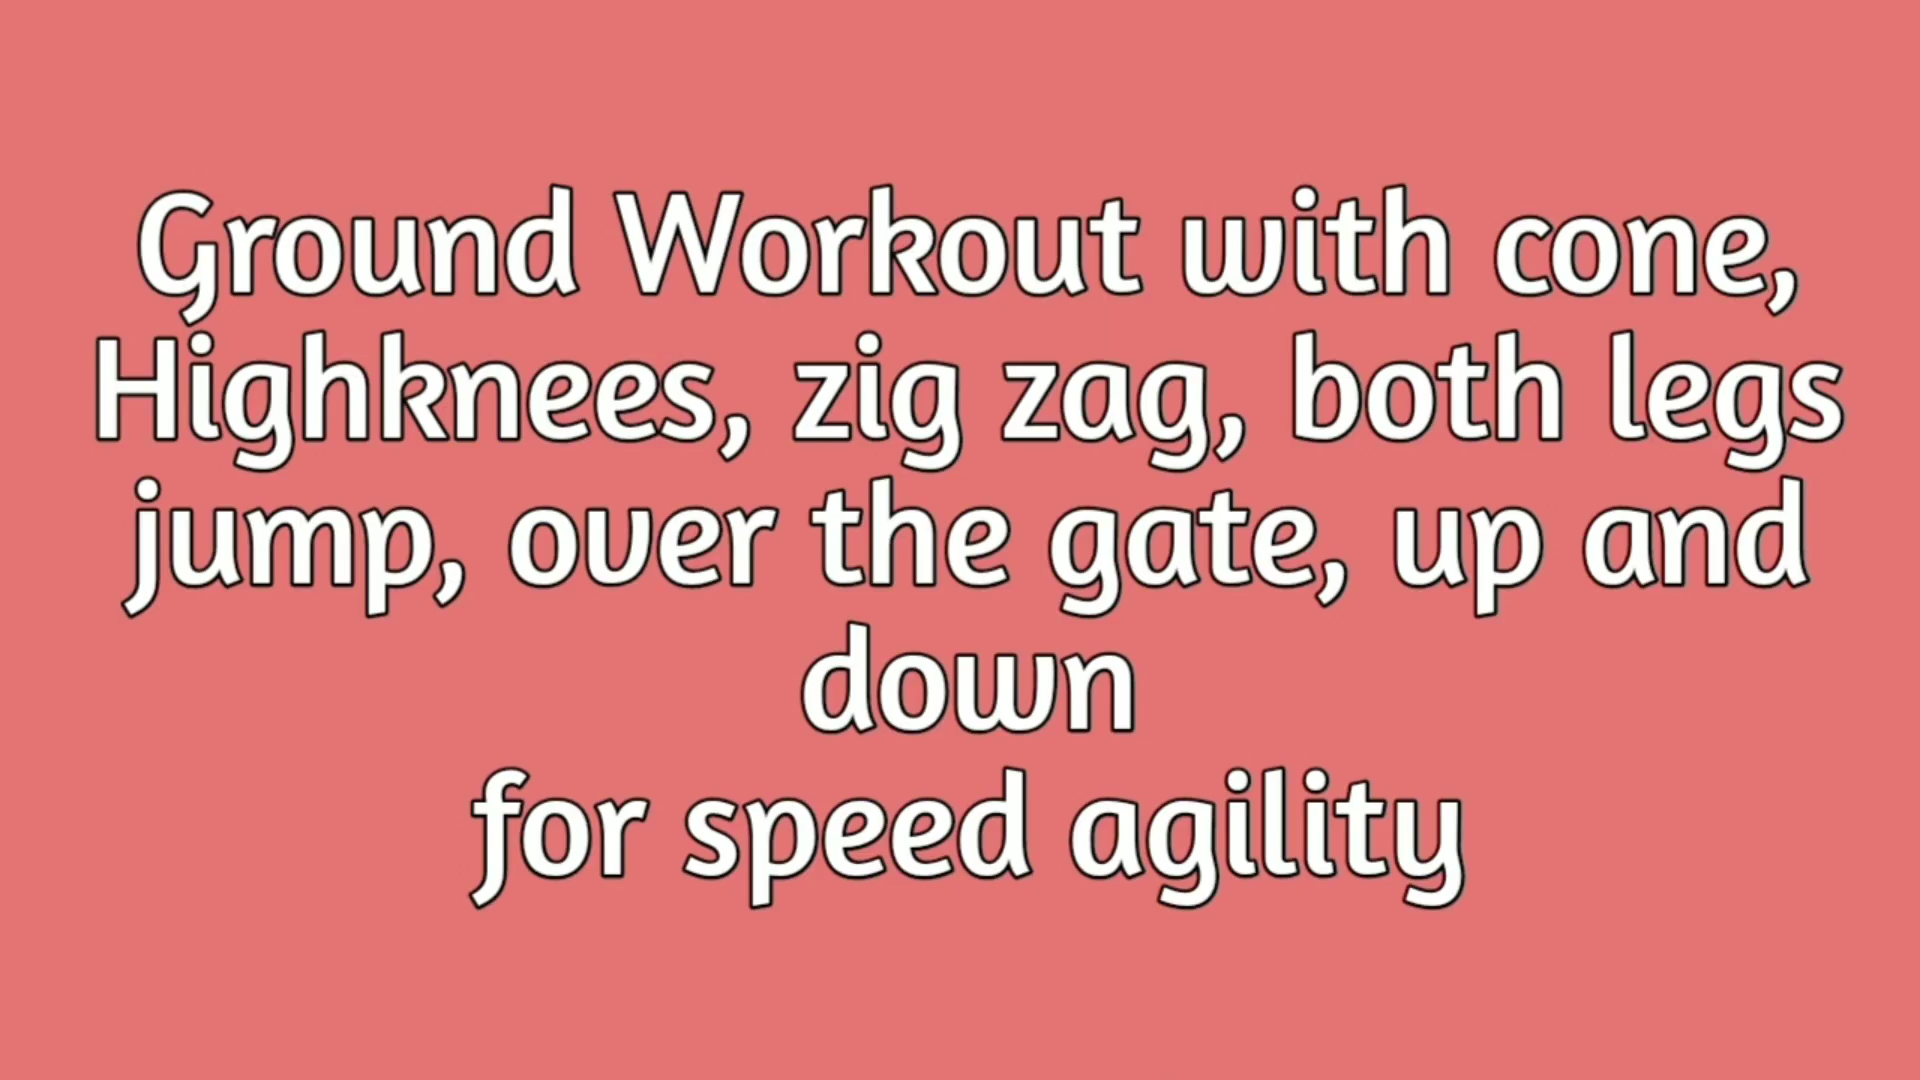 Ground Workout with cone,
Highknees, zig zag, both legs
jump, over the gate, up and
down
for speed agility